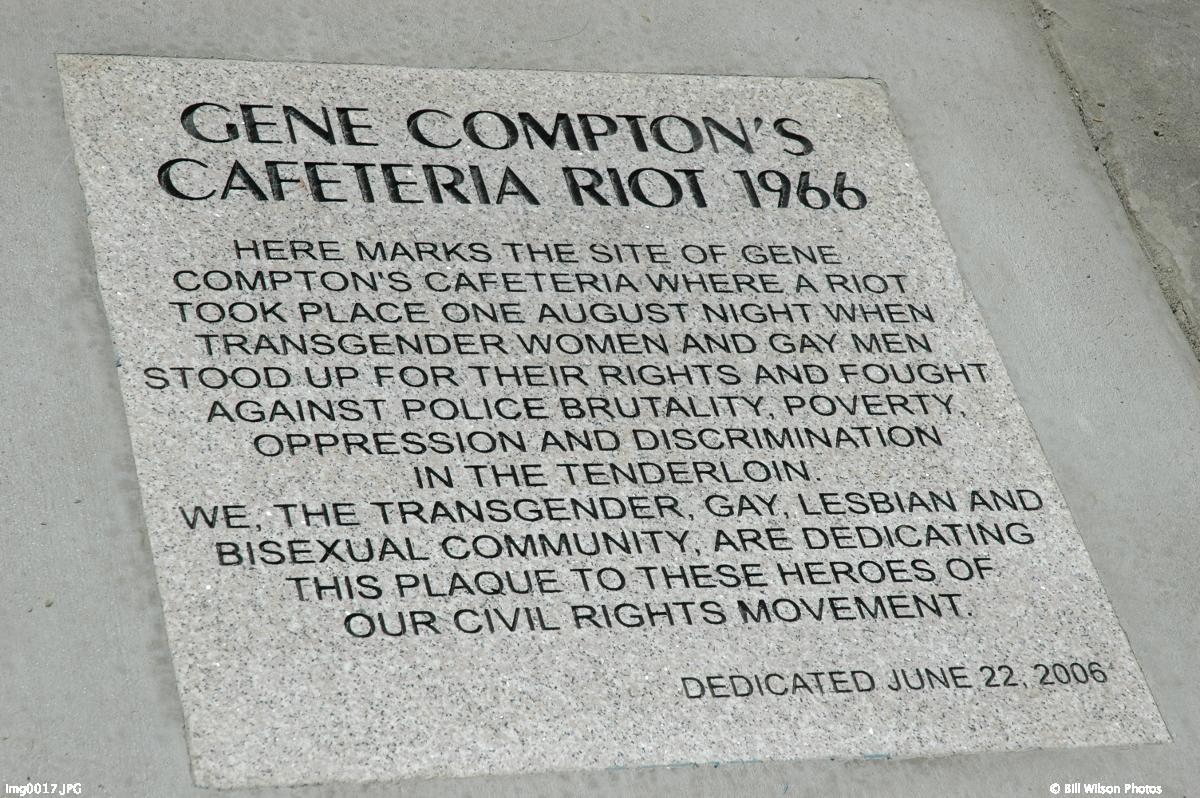 GENE COMPTON'S
CAFETERIA RIOT 1966
HERE MARKS THE SITE OF GENE
COMPTON'S CAFETERIA WHERE A RIOT
TOOK PLACE ONE AUGUST NIGHT WHEN
TRANSGENDER WOMEN AND GAY MEN
STOOD UP FOR THEIR RIGHTS AND FOUGHT
AGAINST POLICE BRUTALITY, POVERTY,
OPPRESSION AND DISCRIMINATION
IN THE TENDERLOIN.
WE, THE TRANSGENDER, GAY, LESBIAN AND
BISEXUAL COMMUNITY, ARE DEDICATING
THIS PLAQUE TO THESE HEROES OF
OUR CIVIL RIGHTS MOVEMENT.
DEDICATED JUNE 22, 2006
Img0017.JPG
© Bill Wilson Photos